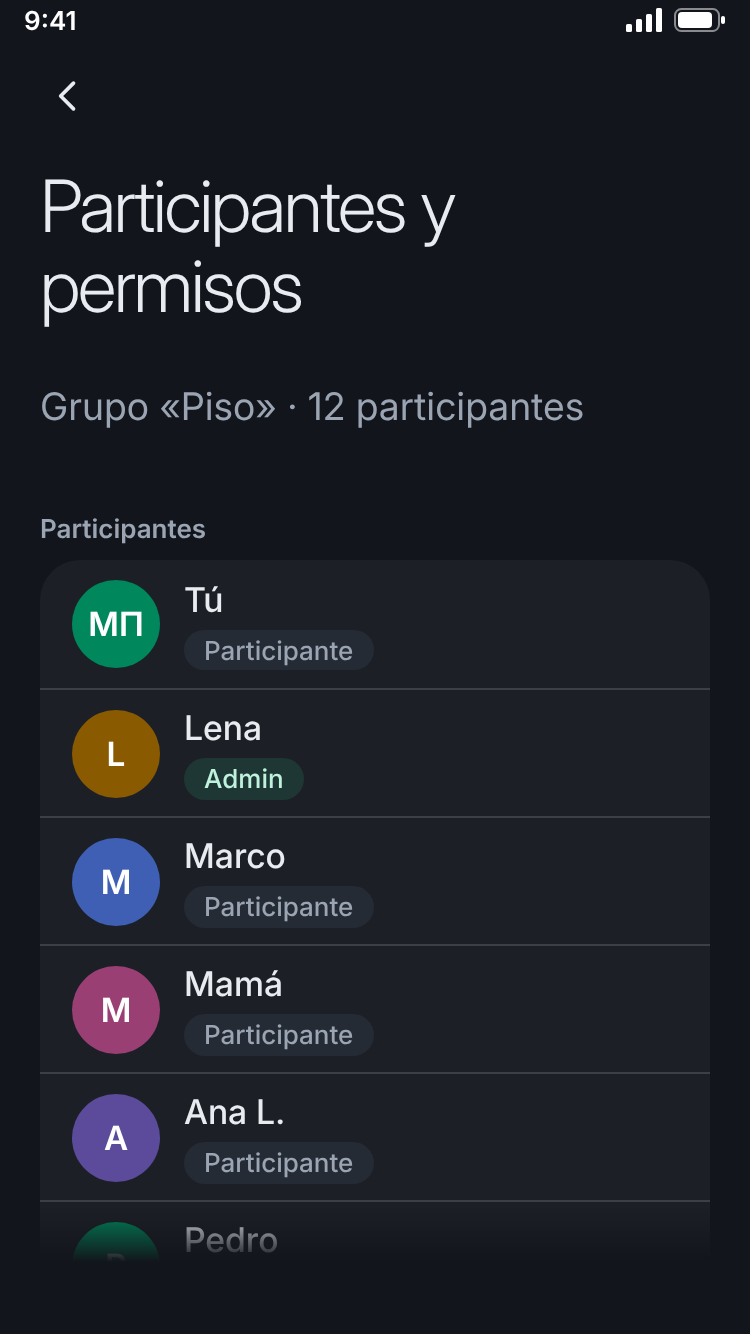 9:41
Participantes y
permisos
Grupo «Piso» · 12 participantes
Participantes
МП
Tú
Participante
L
Lena
Admin
M
Marco
Participante
M
Mamá
Participante
A
Ana L.
Participante
Pedro